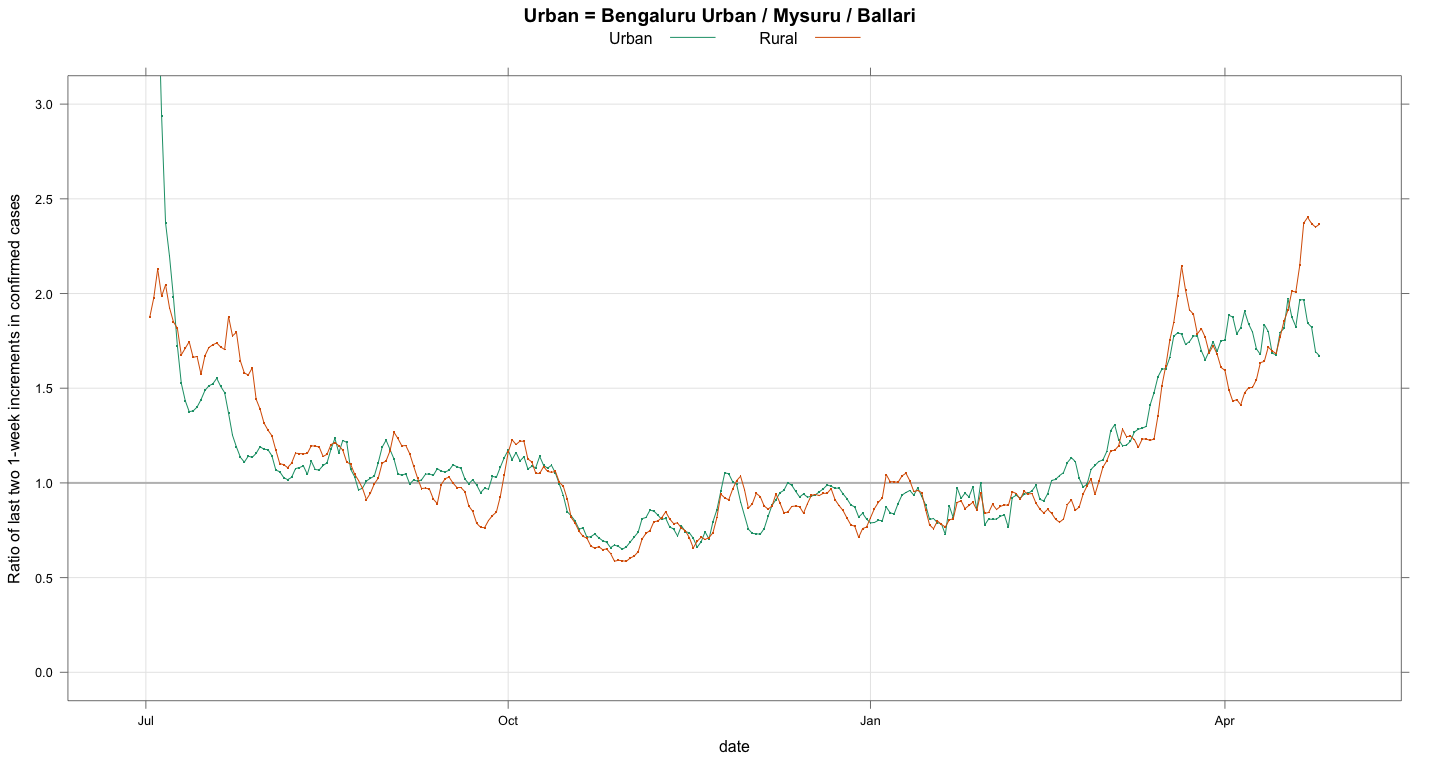 Urban = Bengaluru Urban / Mysuru / Ballari
Urban
Rural
Ratio of last two 1-week increments in confirmed cases
3.0
2.5
2.0
1.5
1.0
0.5
0.0
Jul
Oct
Jan
Apr
date